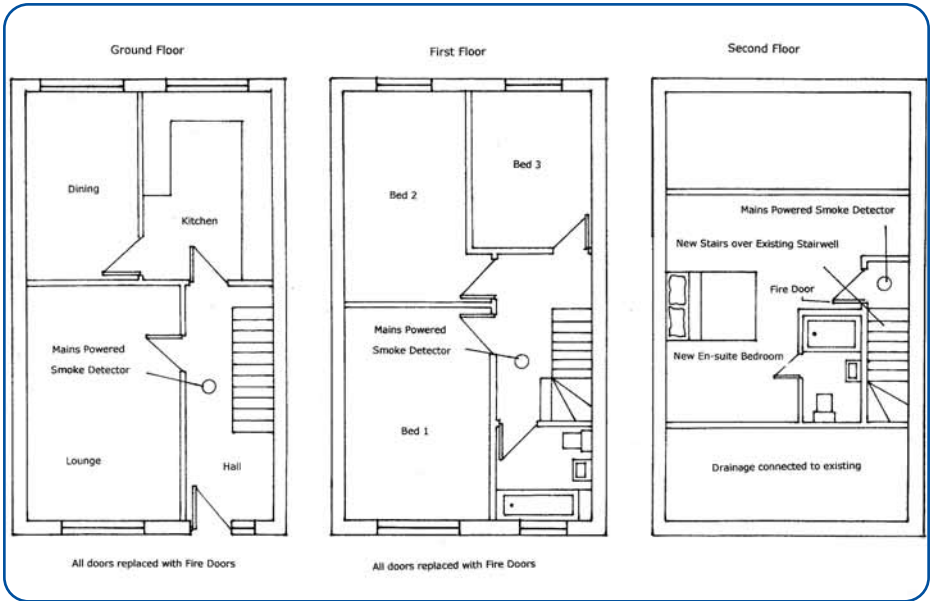 Ground Floor
Dining
Kitchen
Mains Powered
Smoke Detector
Lounge
Hall
All doors replaced with Fire Doors
First Floor
Bed 2
Bed 3
Mains Powered
Smoke Detector
Bed 1
All doors replaced with Fire Doors
Second Floor
Mains Powered Smoke Detector
New Stairs over Existing Stairwell
Fire Door
New En-suite Bedroom
Drainage connected to existing